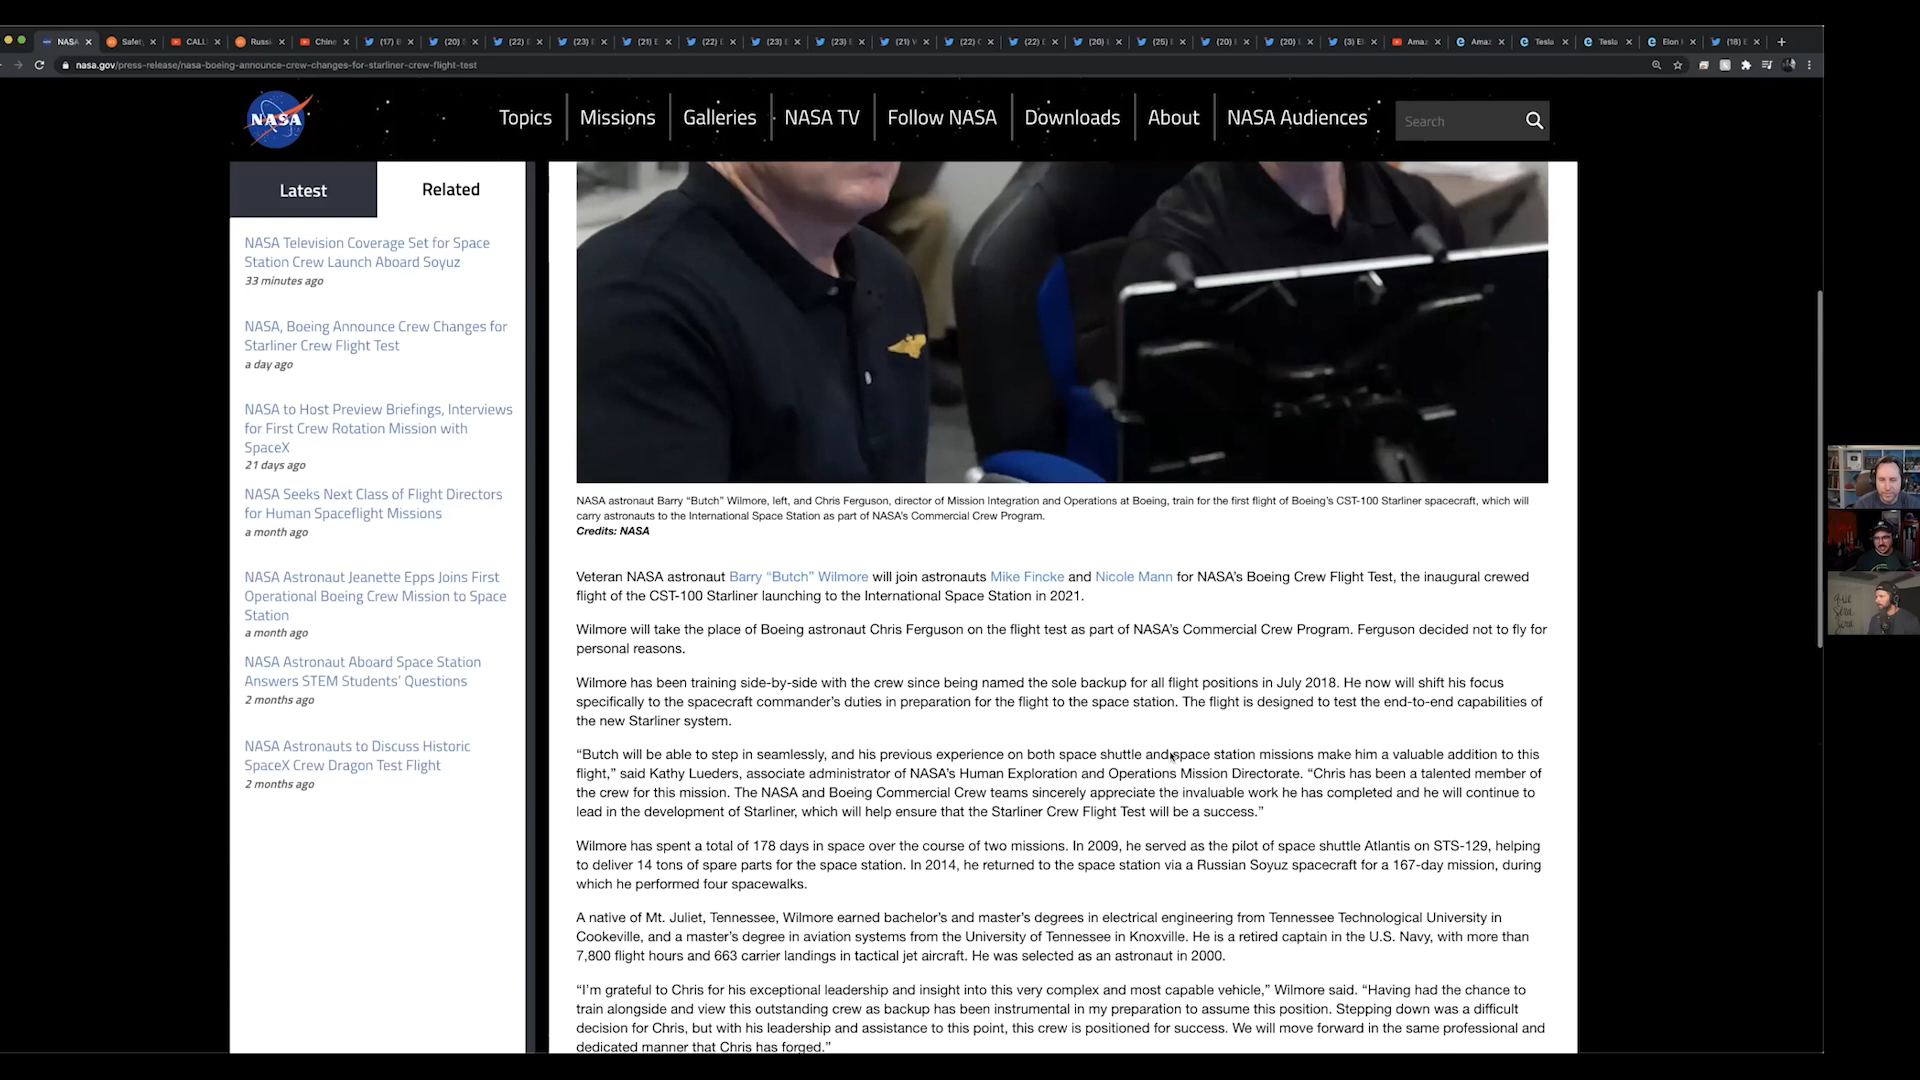 NASA
Safet
CALL
Russi
Chine
(17) E
(20)
(22) E
(23) E
(21) E
(22) E
(23) E
(23) E
(21) V
(22) C
(22) E
(20) L
(25) E
(20) E
(20) E
(3) El
Amaz
Amaz
Tesla
Tesla
Elon
(18) E
nasa.gov/press-release/nasa-boeing-announce-crew-changes-for-starliner-crew-flight-test
NASA
Topics
Missions
Galleries
NASA TV
Follow NASA
Downloads
About
NASA Audiences
Search
Latest
Related
NASA Television Coverage Set for Space
Station Crew Launch Aboard Soyuz
33 minutes ago
NASA, Boeing Announce Crew Changes for
Starliner Crew Flight Test
a day ago
NASA to Host Preview Briefings, Interviews
for First Crew Rotation Mission with
SpaceX
21 days ago
NASA Seeks Next Class of Flight Directors
for Human Spaceflight Missions
a month ago
NASA Astronaut Jeanette Epps Joins First
Operational Boeing Crew Mission to Space
Station
a month ago
NASA Astronaut Aboard Space Station
Answers STEM Students’ Questions
2 months ago
NASA Astronauts to Discuss Historic
SpaceX Crew Dragon Test Flight
2 months ago
NASA astronaut Barry “Butch” Wilmore, left, and Chris Ferguson, director of Mission Integration and Operations at Boeing, train for the first flight of Boeing’s CST-100 Starliner spacecraft, which will
carry astronauts to the International Space Station as part of NASA’s Commercial Crew Program.
Credits: NASA
Veteran NASA astronaut Barry “Butch” Wilmore will join astronauts Mike Fincke and Nicole Mann for NASA’s Boeing Crew Flight Test, the inaugural crewed
flight of the CST-100 Starliner launching to the International Space Station in 2021.
Wilmore will take the place of Boeing astronaut Chris Ferguson on the flight test as part of NASA’s Commercial Crew Program. Ferguson decided not to fly for
personal reasons.
Wilmore has been training side-by-side with the crew since being named the sole backup for all flight positions in July 2018. He now will shift his focus
specifically to the spacecraft commander’s duties in preparation for the flight to the space station. The flight is designed to test the end-to-end capabilities of
the new Starliner system.
“Butch will be able to step in seamlessly, and his previous experience on both space shuttle and space station missions make him a valuable addition to this
flight,” said Kathy Lueders, associate administrator of NASA’s Human Exploration and Operations Mission Directorate. “Chris has been a talented member of
the crew for this mission. The NASA and Boeing Commercial Crew teams sincerely appreciate the invaluable work he has completed and he will continue to
lead in the development of Starliner, which will help ensure that the Starliner Crew Flight Test will be a success.”
Wilmore has spent a total of 178 days in space over the course of two missions. In 2009, he served as the pilot of space shuttle Atlantis on STS-129, helping
to deliver 14 tons of spare parts for the space station. In 2014, he returned to the space station via a Russian Soyuz spacecraft for a 167-day mission, during
which he performed four spacewalks.
A native of Mt. Juliet, Tennessee, Wilmore earned bachelor’s and master’s degrees in electrical engineering from Tennessee Technological University in
Cookeville, and a master’s degree in aviation systems from the University of Tennessee in Knoxville. He is a retired captain in the U.S. Navy, with more than
7,800 flight hours and 663 carrier landings in tactical jet aircraft. He was selected as an astronaut in 2000.
“I’m grateful to Chris for his exceptional leadership and insight into this very complex and most capable vehicle,” Wilmore said. “Having had the chance to
train alongside and view this outstanding crew as backup has been instrumental in my preparation to assume this position. Stepping down was a difficult
decision for Chris, but with his leadership and assistance to this point, this crew is positioned for success. We will move forward in the same professional and
dedicated manner that Chris has forged.”